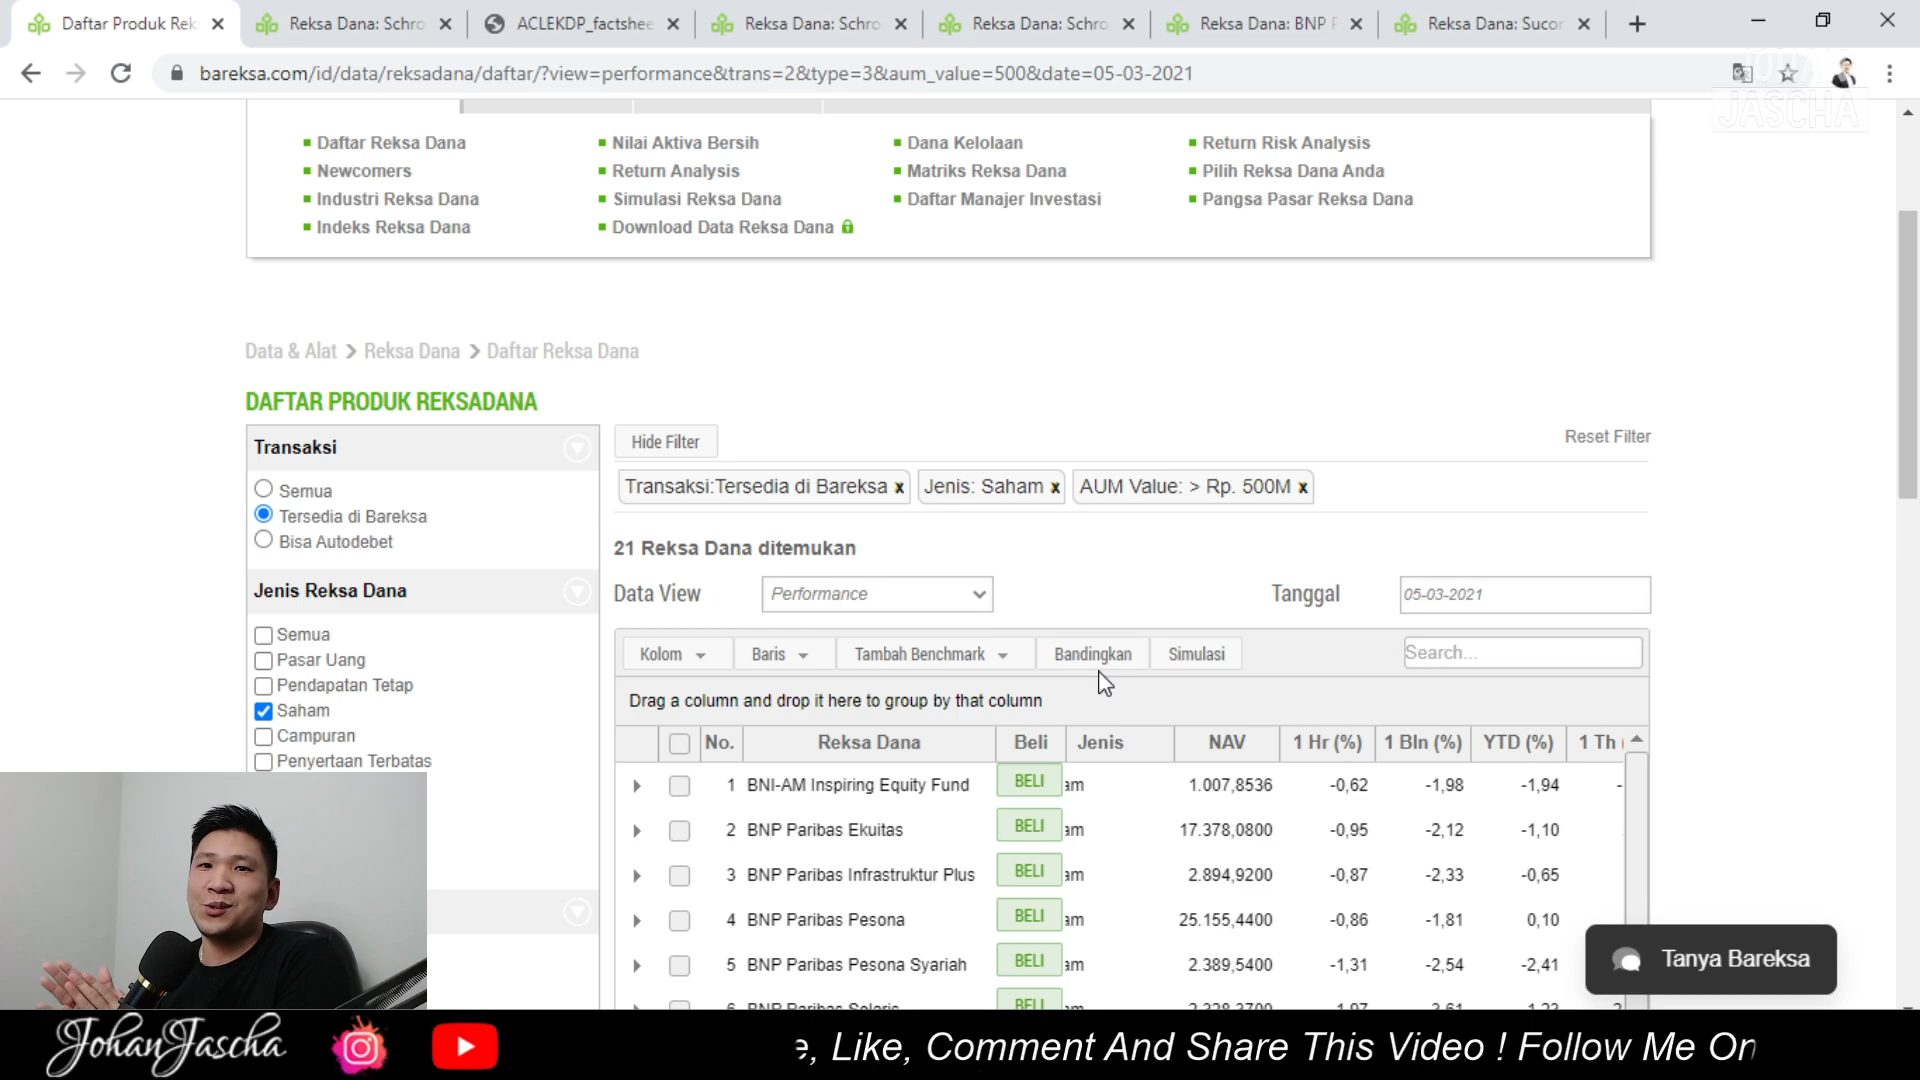 Daftar Produk Rek
Reksa Dana: Schro
ACLEKDP_factshee
Reksa Dana: Schro
Reksa Dana: Schro
Reksa Dana: BNP P
Reksa Dana: Sucor
bareksa.com/id/data/reksadana/daftar/?view=performance&trans=2&type=3&aum_value=500&date=05-03-2021
JASCHA
Daftar Reksa Dana
Nilai Aktiva Bersih
Dana Kelolaan
Return Risk Analysis
Newcomers
Return Analysis
Matriks Reksa Dana
Pilih Reksa Dana Anda
Industri Reksa Dana
Simulasi Reksa Dana
Daftar Manajer Investasi
Pangsa Pasar Reksa Dana
Indeks Reksa Dana
Download Data Reksa Dana
Data & Alat > Reksa Dana > Daftar Reksa Dana
DAFTAR PRODUK REKSADANA
Transaksi
Semua
Tersedia di Bareksa
Bisa Autodebet
Jenis Reksa Dana
Semua
Pasar Uang
Pendapatan Tetap
Saham
Campuran
Penyertaan Terbatas
Hide Filter
Reset Filter
Transaksi:Tersedia di Bareksa x
Jenis: Saham x
AUM Value: > Rp. 500M x
21 Reksa Dana ditemukan
Data View
Performance
Tanggal
05-03-2021
Kolom
Baris
Tambah Benchmark
Bandingkan
Simulasi
Search...
Drag a column and drop it here to group by that column
No. Reksa Dana Beli Jenis NAV 1 Hr (%) 1 Bln (%) YTD (%) 1 Th (
1 BNI-AM Inspiring Equity Fund BELI am 1.007,8536 -0,62 -1,98 -1,94 -
2 BNP Paribas Ekuitas BELI am 17.378,0800 -0,95 -2,12 -1,10
3 BNP Paribas Infrastruktur Plus BELI am 2.894,9200 -0,87 -2,33 -0,65
4 BNP Paribas Pesona BELI am 25.155,4400 -0,86 -1,81 0,10
5 BNP Paribas Pesona Syariah BELI am 2.389,5400 -1,31 -2,54 -2,41
6 BNP Paribas Solaris BELI
Tanya Bareksa
JohanJascha
e, Like, Comment And Share This Video ! Follow Me On